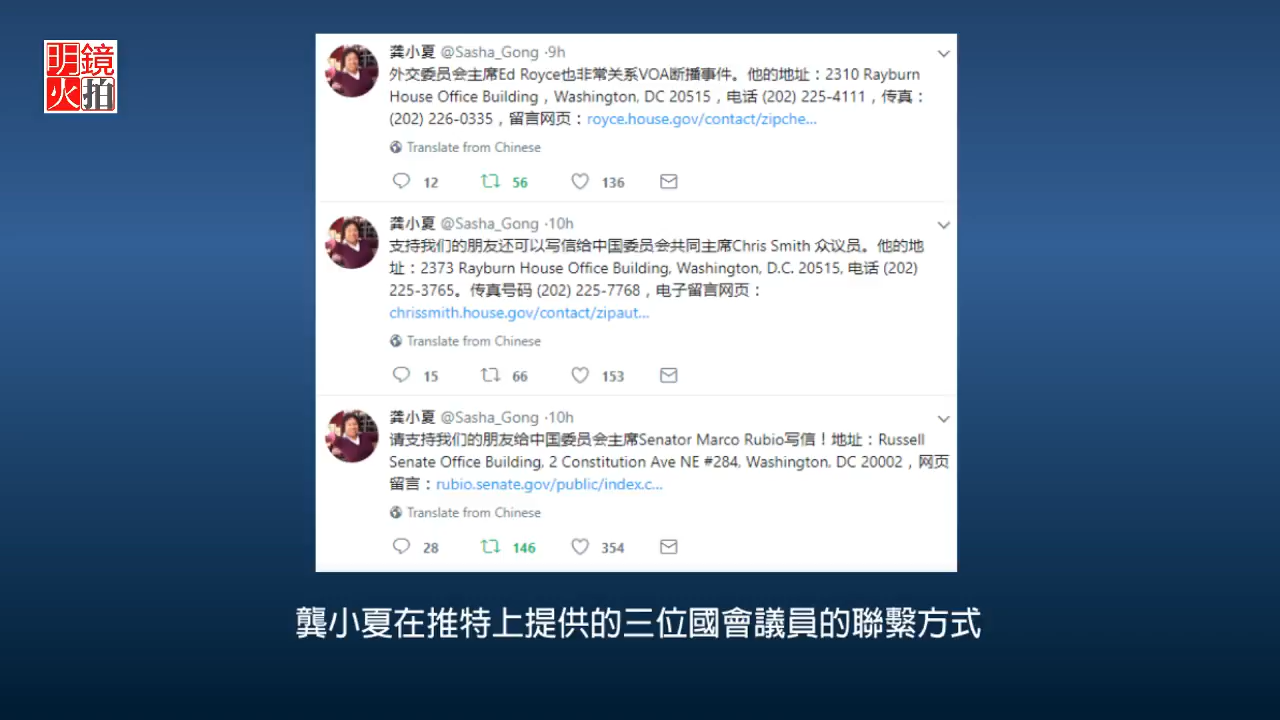 明鏡
火拍
龔小夏 @Sasha_Gong ·9h
外交委员会主席Ed Royce也非常关系VOA断播事件。他的地址：2310 Rayburn
House Office Building，Washington, DC 20515，电话 (202) 225-4111，传真：
(202) 226-0335，留言网页：royce.house.gov/contact/zipche...
Translate from Chinese
12 56 136
龔小夏 @Sasha_Gong ·10h
支持我们的朋友还可以写信给中国委员会共同主席Chris Smith 众议员。他的地
址：2373 Rayburn House Office Building, Washington, D.C. 20515, 电话 (202)
225-3765。传真号码 (202) 225-7768，电子留言网页：
chrissmith.house.gov/contact/zipaut...
Translate from Chinese
15 66 153
龔小夏 @Sasha_Gong ·10h
请支持我们的朋友给中国委员会主席Senator Marco Rubio写信！地址：Russell
Senate Office Building, 2 Constitution Ave NE #284, Washington, DC 20002，网页
留言：rubio.senate.gov/public/index.c...
Translate from Chinese
28 146 354
龔小夏在推特上提供的三位國會議員的聯繫方式